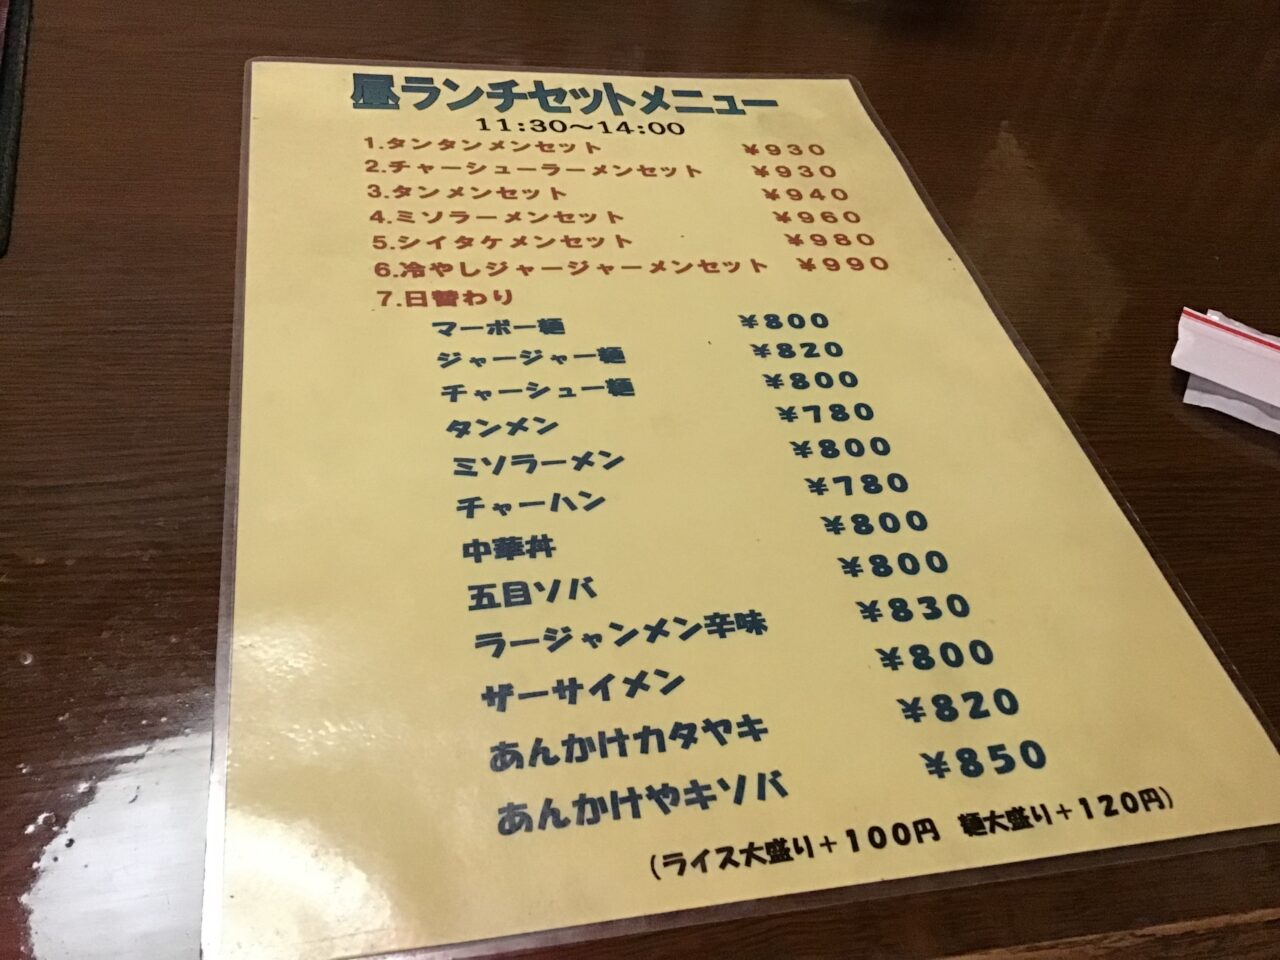 昼ランチセットメニュー
11:30～14:00
1.タンタンメンセット ￥930
2.チャーシューラーメンセット ￥930
3.タンメンセット ￥940
4.ミソラーメンセット ￥960
5.シイタケメンセット ￥980
6.冷やしジャージャーメンセット ￥990
7.日替わり
マーボー麺 ￥800
ジャージャー麺 ￥820
チャーシュー麺 ￥800
タンメン ￥780
ミソラーメン ￥800
チャーハン ￥780
中華丼 ￥800
五目ソバ ￥800
ラージャンメン辛味 ￥830
ザーサイメン ￥800
あんかけカタヤキ ￥820
あんかけやキソバ ￥850
(ライス大盛り＋100円 麺大盛り＋120円)